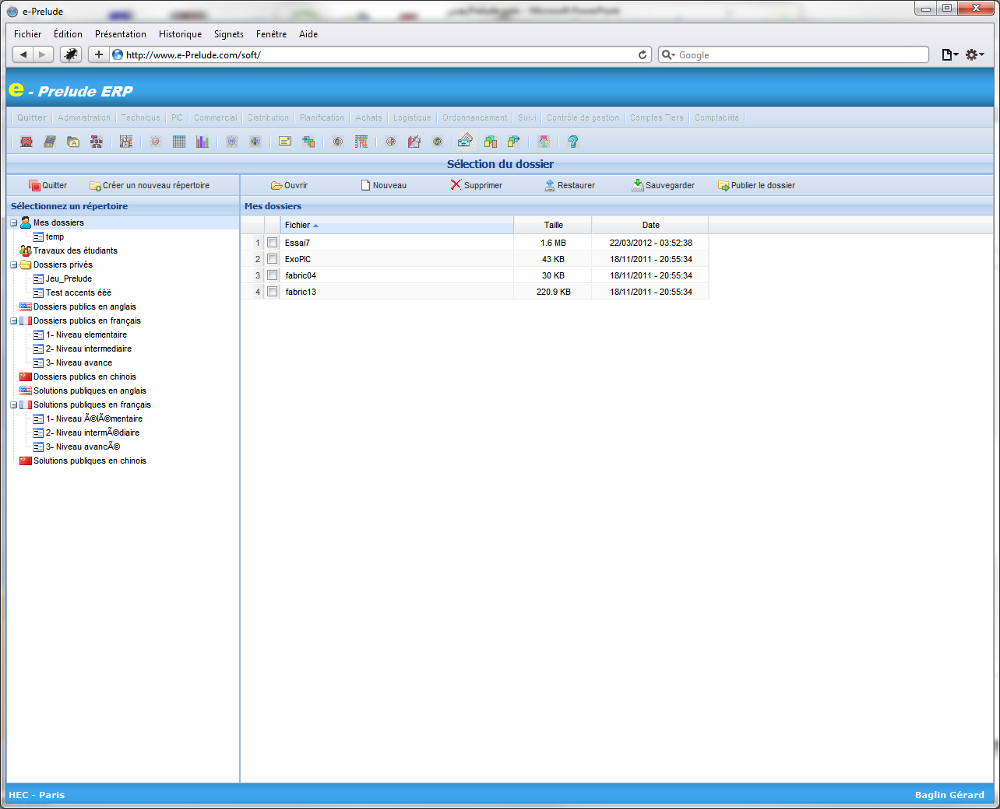 e-Prelude
Fichier Édition Présentation Historique Signets Fenêtre Aide
http://www.e-Prelude.com/soft/ Google
e - Prelude ERP
Quitter Administration Technique PIC Commercial Distribution Planification Achats Logistique Ordonnancement Suivi Contrôle de gestion Comptes Tiers Comptabilité
Sélection du dossier
Quitter Créer un nouveau répertoire Ouvrir Nouveau Supprimer Restaurer Sauvegarder Publier le dossier
Sélectionnez un répertoire
Mes dossiers
temp
Travaux des étudiants
Dossiers privés
Jeu_Prelude
Test accents éèë
Dossiers publics en anglais
Dossiers publics en français
1- Niveau elementaire
2- Niveau intermediaire
3- Niveau avance
Dossiers publics en chinois
Solutions publiques en anglais
Solutions publiques en français
1- Niveau Ã©lÃ©mentaire
2- Niveau intermÃ©diaire
3- Niveau avancÃ©
Solutions publiques en chinois
Mes dossiers
Fichier Taille Date
1 Essai7 1.6 MB 22/03/2012 - 03:52:38
2 ExoPIC 43 KB 18/11/2011 - 20:55:34
3 fabric04 30 KB 18/11/2011 - 20:55:34
4 fabric13 220.9 KB 18/11/2011 - 20:55:34
HEC - Paris Baglin Gérard